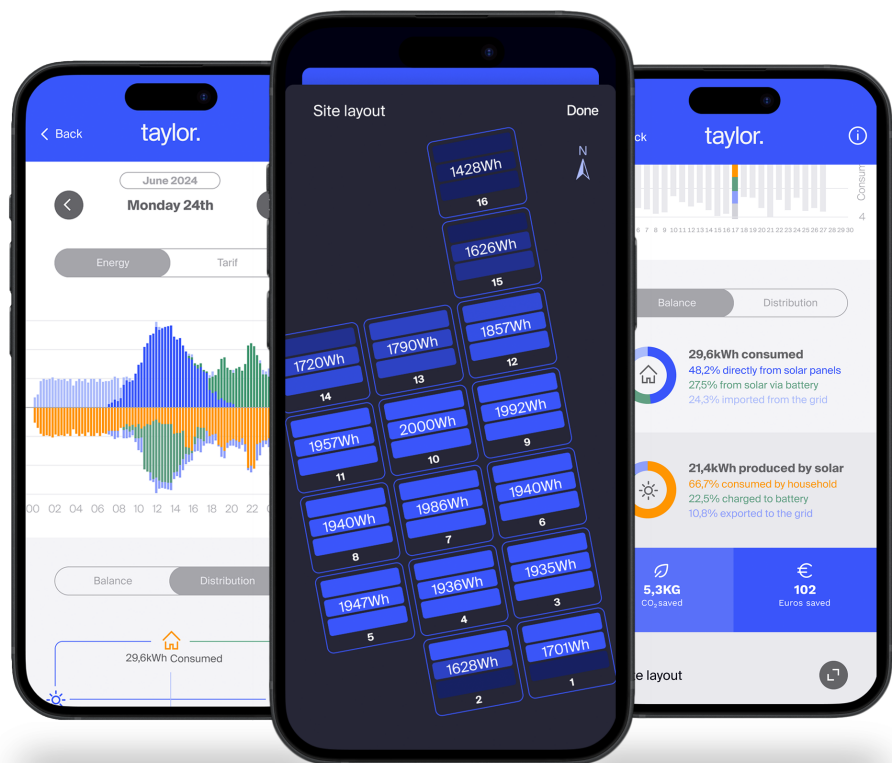 Back
taylor.
June 2024
Monday 24th
Energy
Tarif
00 02 04 06 08 10 12 14 16 18 20 22
Balance
Distribution
29,6kWh Consumed
Site layout
Done
N
1428Wh
16
1626Wh
15
1857Wh
12
1790Wh
13
1720Wh
14
1992Wh
9
2000Wh
10
1957Wh
11
1940Wh
6
1986Wh
7
1940Wh
8
1935Wh
3
1936Wh
4
1947Wh
5
1701Wh
1
1628Wh
2
ck
taylor.
Consum
4
6 7 8 9 10 11 12 13 14 15 16 17 18 19 20 21 22 23 24 25 26 27 28 29 30
Balance
Distribution
29,6kWh consumed
48,2% directly from solar panels
27,5% from solar via battery
24,3% imported from the grid
21,4kWh produced by solar
66,7% consumed by household
22,5% charged to battery
10,8% exported to the grid
5,3KG
CO₂saved
€
102
Euros saved
e layout